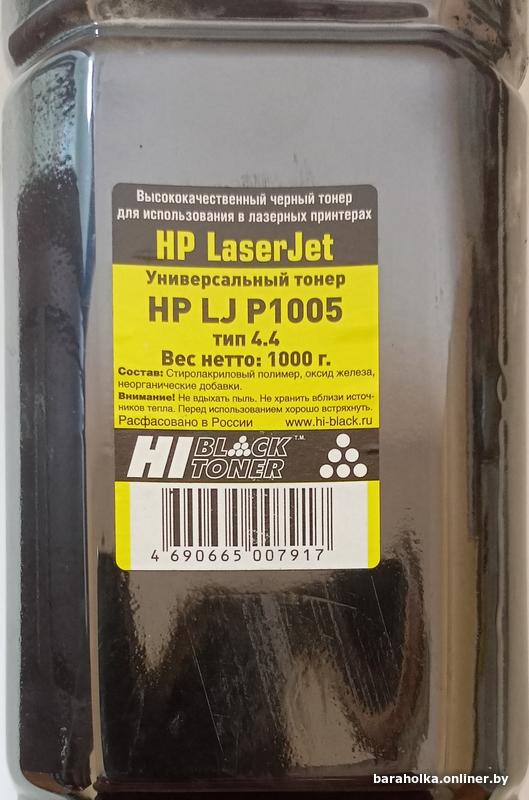 Высококачественный черный тонер
для использования в лазерных принтерах
HP LaserJet
Универсальный тонер
HP LJ P1005
тип 4.4
Вес нетто: 1000 г.
Состав: Стиролакриловый полимер, оксид железа,
неорганические добавки.
Внимание! Не вдыхать пыль. Не хранить вблизи источ-
ников тепла. Перед использованием хорошо встряхнуть.
Расфасовано в России www.hi-black.ru
HI BLACK TONER ™
4 690665 007917
baraholka.onliner.by